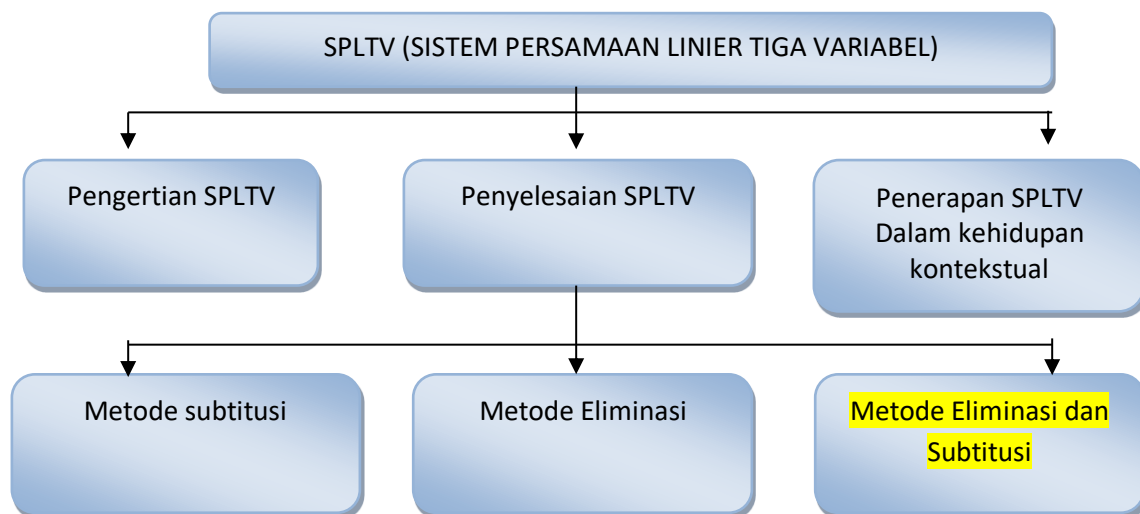 SPLTV (SISTEM PERSAMAAN LINIER TIGA VARIABEL)
Pengertian SPLTV
Penyelesaian SPLTV
Penerapan SPLTV
Dalam kehidupan
kontekstual
Metode subtitusi
Metode Eliminasi
Metode Eliminasi dan
Subtitusi